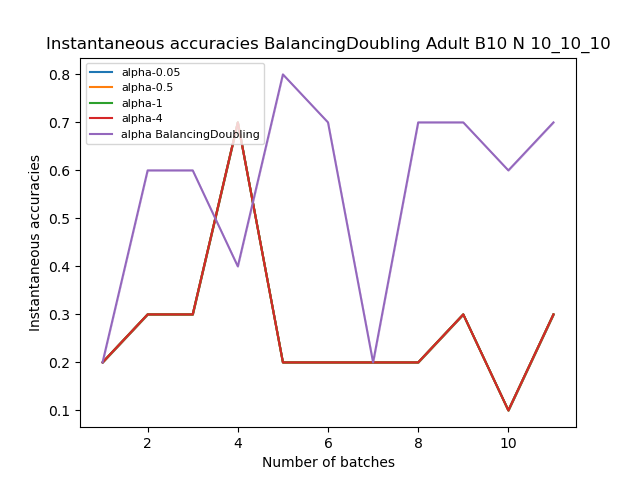 Instantaneous accuracies BalancingDoubling Adult B10 N 10_10_10
0.8
0.7
0.6
0.5
0.4
0.3
0.2
0.1
Instantaneous accuracies
alpha-0.05
alpha-0.5
alpha-1
alpha-4
alpha BalancingDoubling
2
4
6
8
10
Number of batches